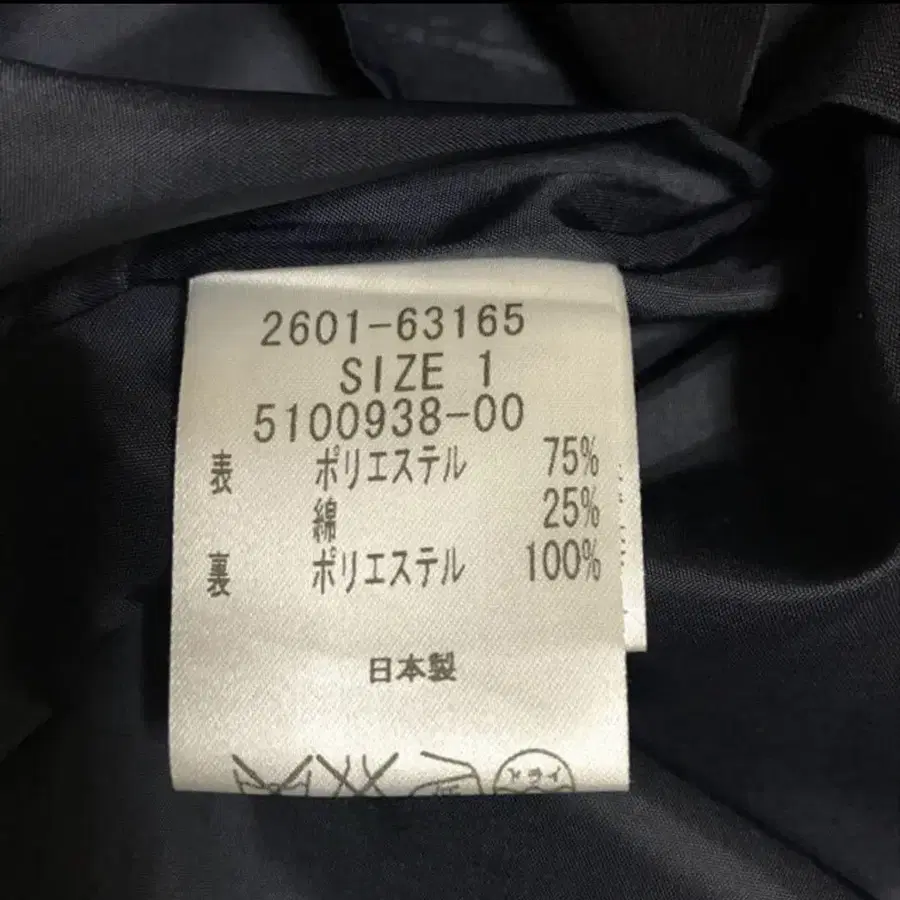 2601-63165
SIZE 1
5100938-00
表 ポリエステル 75%
綿 25%
裏 ポリエステル 100%
日本製